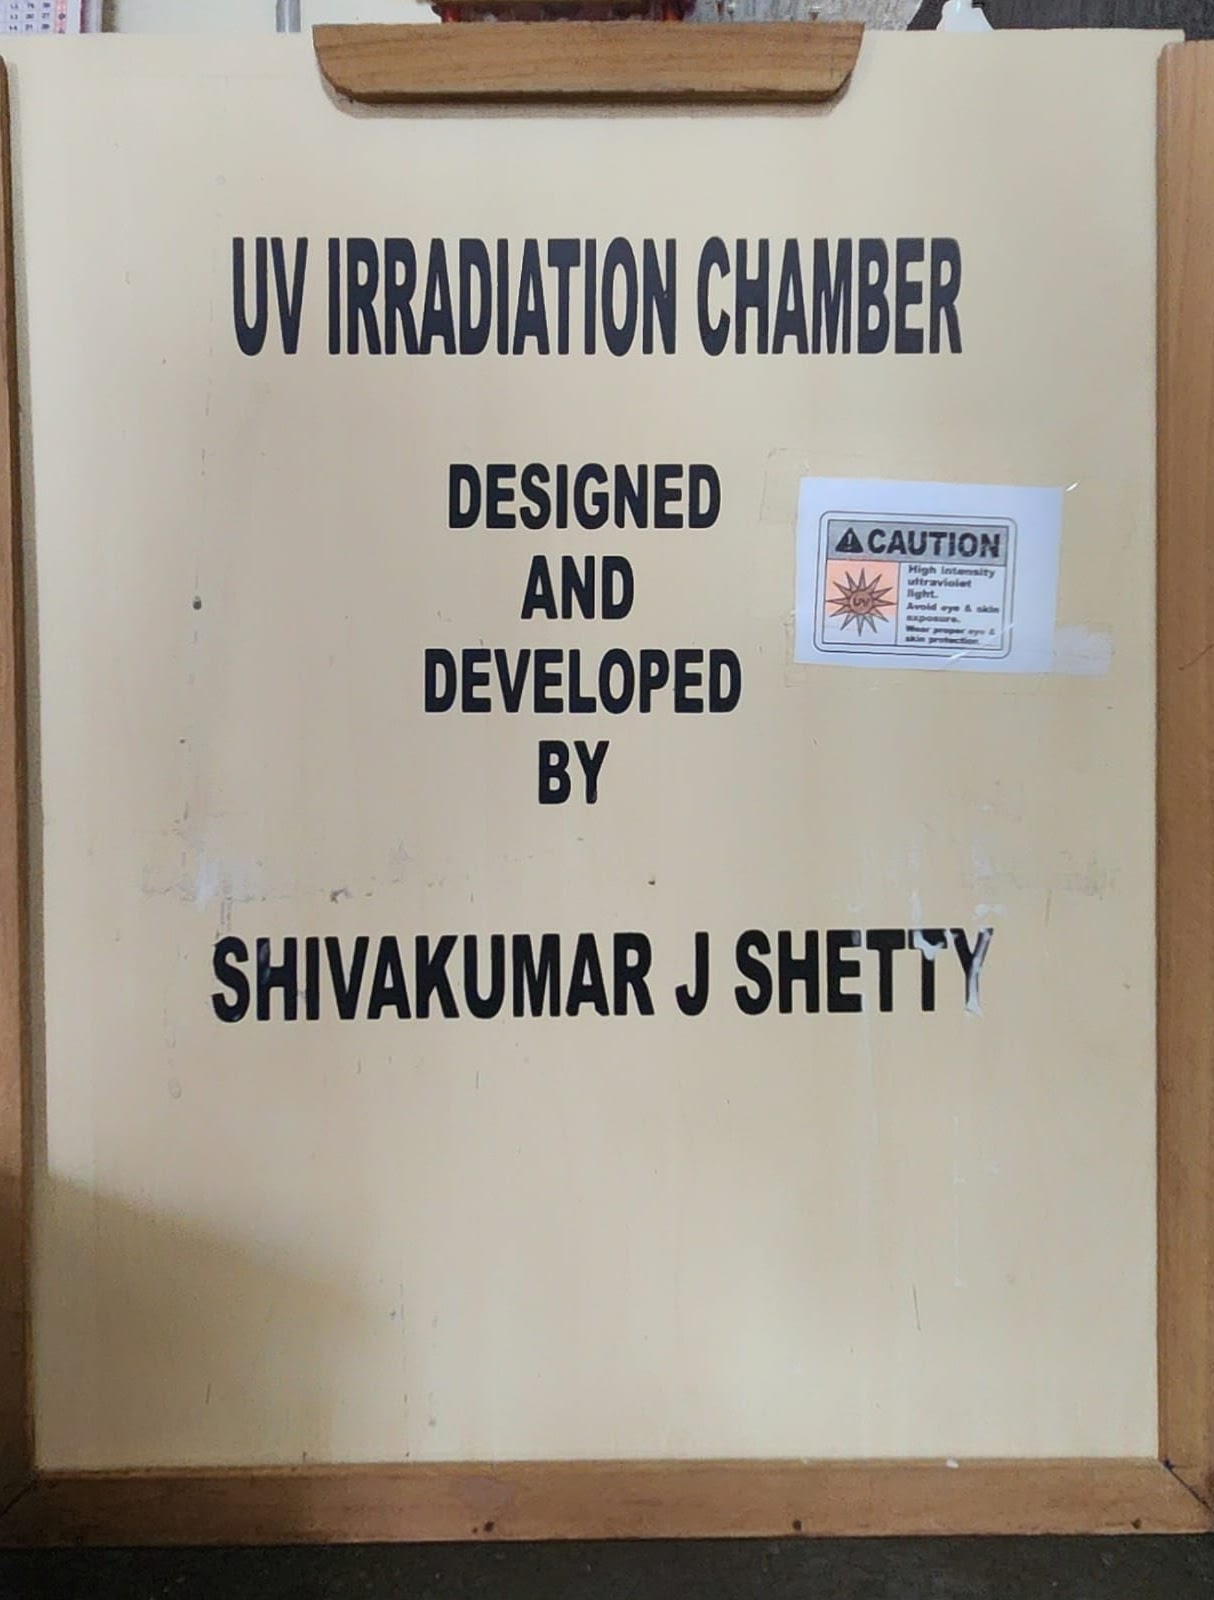 UV IRRADIATION CHAMBER
DESIGNED
AND
DEVELOPED
BY
SHIVAKUMAR J SHETTY
CAUTION
UV
High intensity
ultraviolet
light.
Avoid eye & skin
exposure.
Wear proper eye &
skin protection.